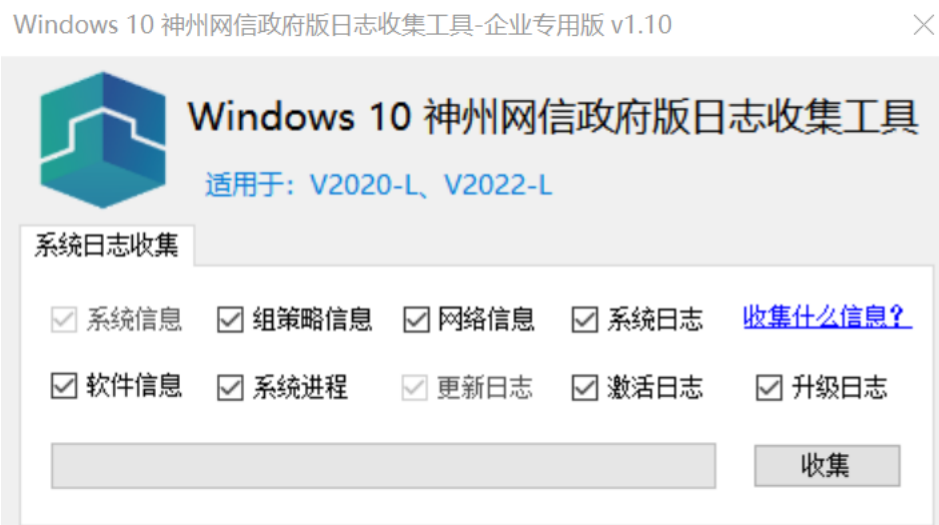 Windows 10 神州网信政府版日志收集工具-企业专用版 v1.10
Windows 10 神州网信政府版日志收集工具
适用于：V2020-L、V2022-L
系统日志收集
系统信息 组策略信息 网络信息 系统日志 收集什么信息？
软件信息 系统进程 更新日志 激活日志 升级日志
收集